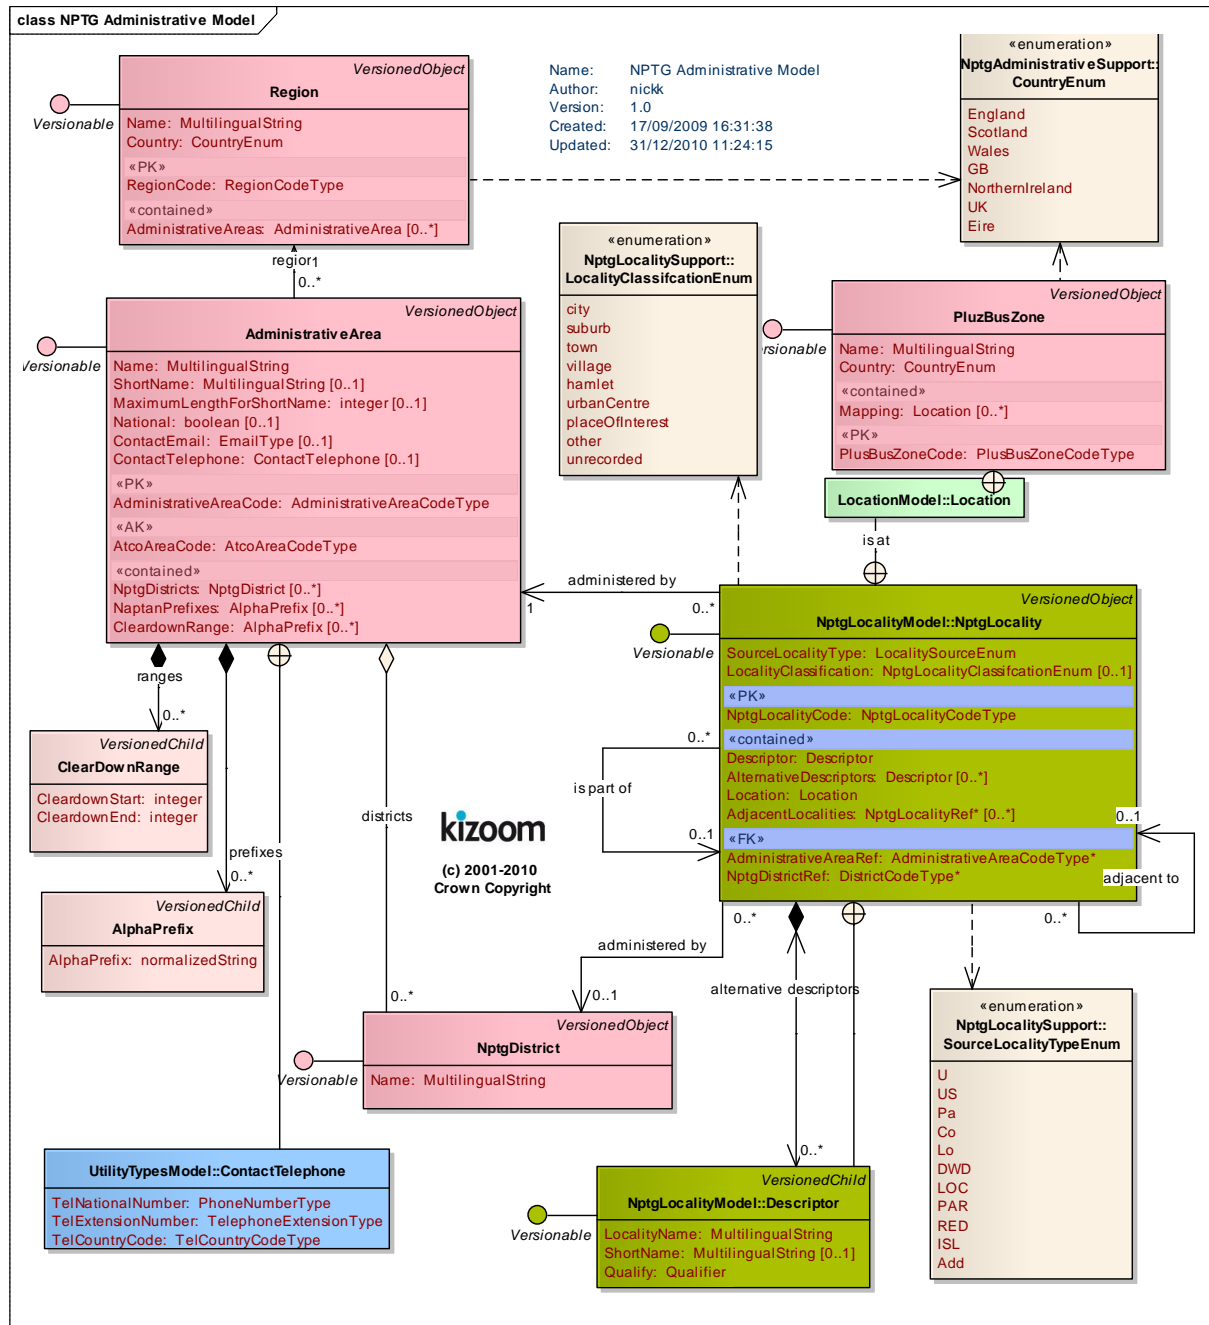 class NPTG Administrative Model
Name: NPTG Administrative Model
Author: nickk
Version: 1.0
Created: 17/09/2009 16:31:38
Updated: 31/12/2010 11:24:15
VersionedObject
Region
Versionable
Name: MultilingualString
Country: CountryEnum
«PK»
RegionCode: RegionCodeType
«contained»
AdministrativeAreas: AdministrativeArea [0..*]
«enumeration»
NptgAdministrativeSupport::
CountryEnum
England
Scotland
Wales
GB
NorthernIreland
UK
Eire
region
1
0..*
«enumeration»
NptgLocalitySupport::
LocalityClassifcationEnum
city
suburb
town
village
hamlet
urbanCentre
placeOfInterest
other
unrecorded
VersionedObject
PluzBusZone
ersionable
Name: MultilingualString
Country: CountryEnum
«contained»
Mapping: Location [0..*]
«PK»
PlusBusZoneCode: PlusBusZoneCodeType
LocationModel::Location
is at
VersionedObject
AdministrativeArea
Versionable
Name: MultilingualString
ShortName: MultilingualString [0..1]
MaximumLengthForShortName: integer [0..1]
National: boolean [0..1]
ContactEmail: EmailType [0..1]
ContactTelephone: ContactTelephone [0..1]
«PK»
AdministrativeAreaCode: AdministrativeAreaCodeType
«AK»
AtcoAreaCode: AtcoAreaCodeType
«contained»
NptgDistricts: NptgDistrict [0..*]
NaptanPrefixes: AlphaPrefix [0..*]
CleardownRange: AlphaPrefix [0..*]
administered by
1
0..*
VersionedObject
NptgLocalityModel::NptgLocality
Versionable
SourceLocalityType: LocalitySourceEnum
LocalityClassification: NptgLocalityClassifcationEnum [0..1]
«PK»
NptgLocalityCode: NptgLocalityCodeType
«contained»
Descriptor: Descriptor
AlternativeDescriptors: Descriptor [0..*]
Location: Location
AdjacentLocalities: NptgLocalityRef* [0..*]
«FK»
AdministrativeAreaRef: AdministrativeAreaCodeType*
NptgDistrictRef: DistrictCodeType*
0..*
is part of
0..1
0..1
adjacent to
0..*
ranges
0..*
VersionedChild
ClearDownRange
CleardownStart: integer
CleardownEnd: integer
prefixes
0..*
VersionedChild
AlphaPrefix
AlphaPrefix: normalizedString
districts
0..*
kizoom
(c) 2001-2010
Crown Copyright
0..*
administered by
0..1
VersionedObject
NptgDistrict
Versionable
Name: MultilingualString
alternative descriptors
0..*
«enumeration»
NptgLocalitySupport::
SourceLocalityTypeEnum
U
US
Pa
Co
Lo
DWD
LOC
PAR
RED
ISL
Add
UtilityTypesModel::ContactTelephone
TelNationalNumber: PhoneNumberType
TelExtensionNumber: TelephoneExtensionType
TelCountryCode: TelCountryCodeType
VersionedChild
NptgLocalityModel::Descriptor
Versionable
LocalityName: MultilingualString
ShortName: MultilingualString [0..1]
Qualify: Qualifier